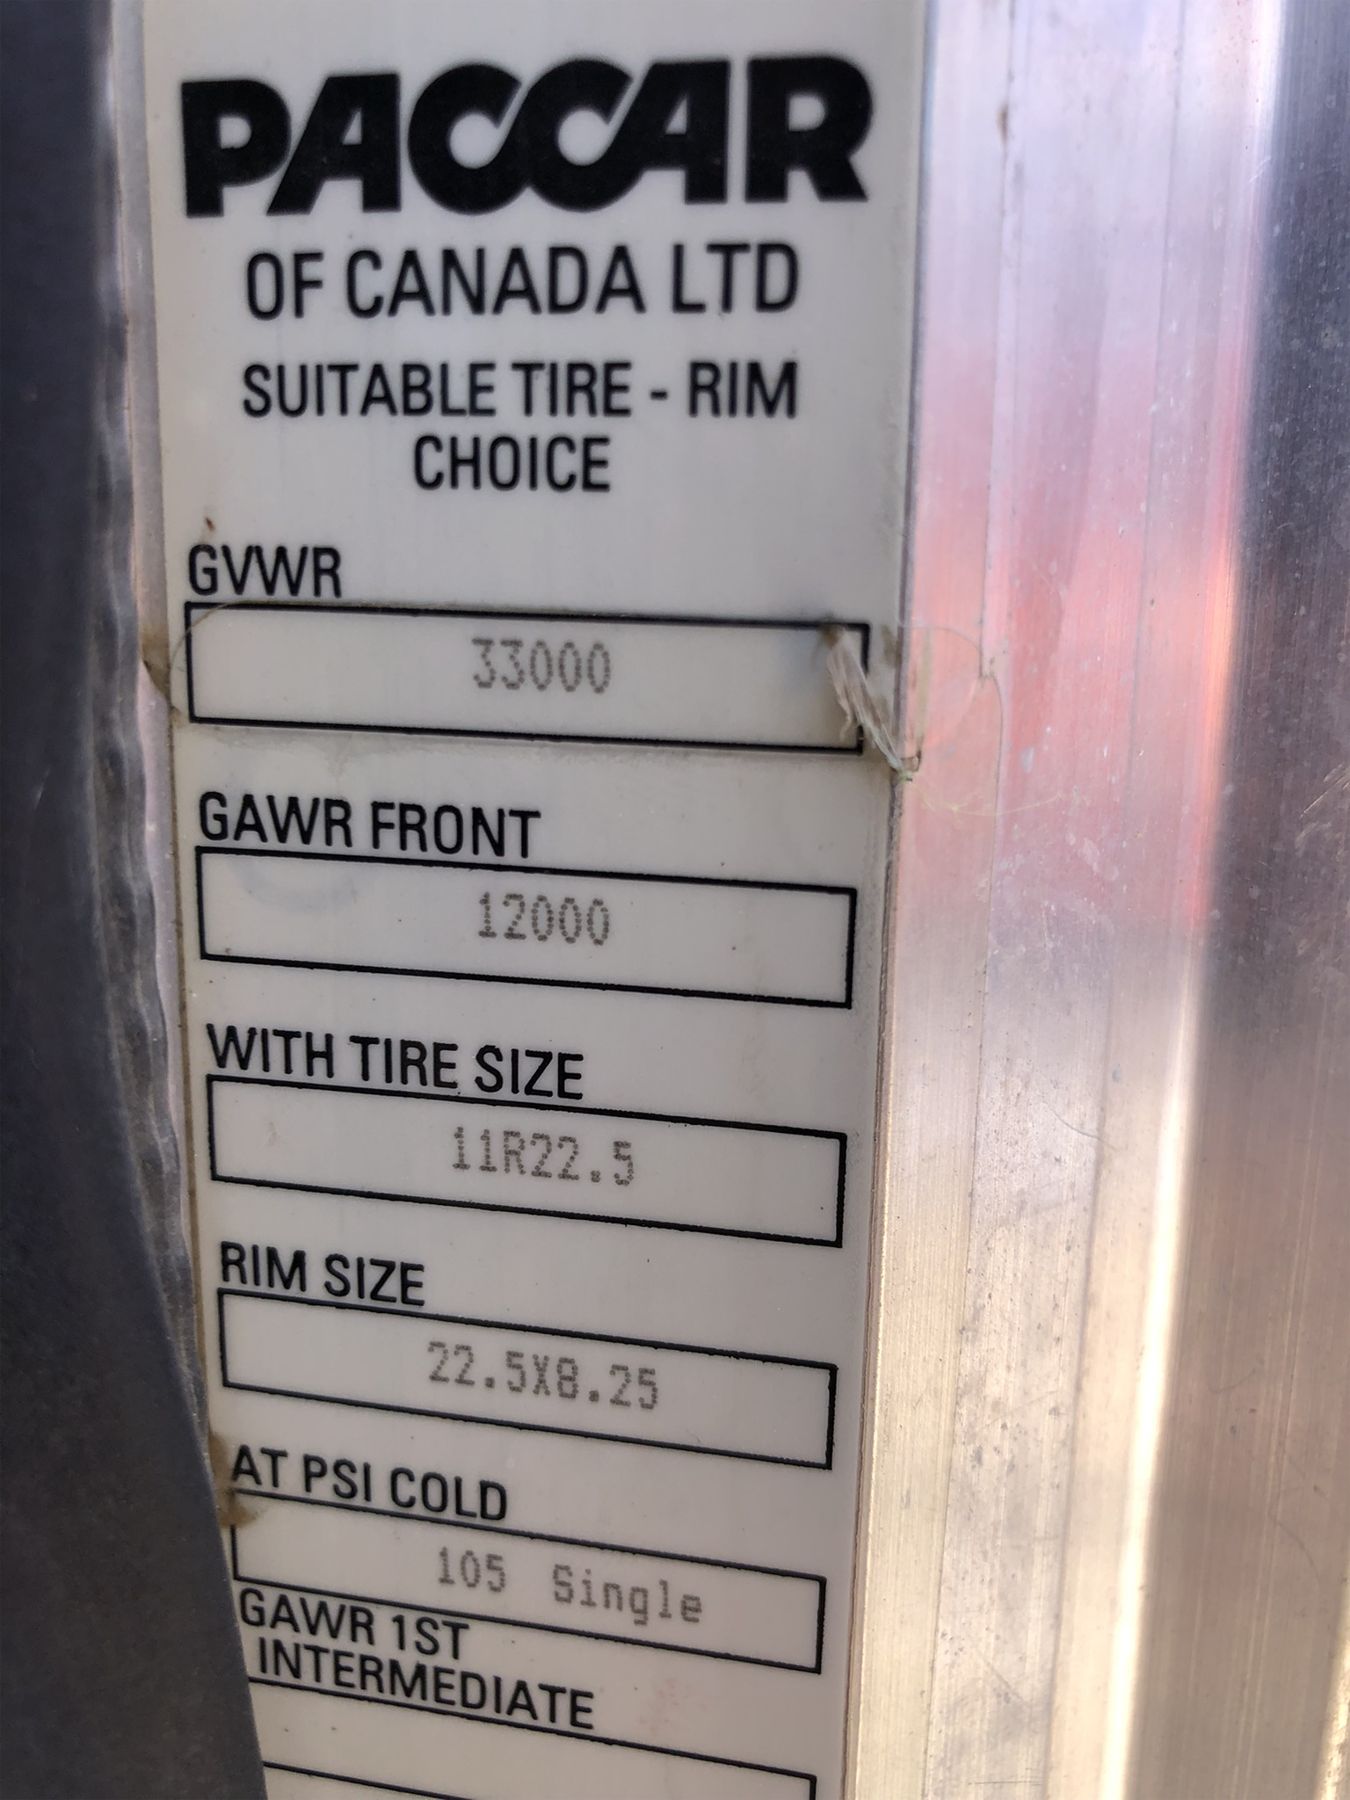 PACCAR
OF CANADA LTD
SUITABLE TIRE - RIM
CHOICE
GVWR
33000
GAWR FRONT
12000
WITH TIRE SIZE
11R22.5
RIM SIZE
22.5X8.25
AT PSI COLD
105 Single
GAWR 1ST
INTERMEDIATE